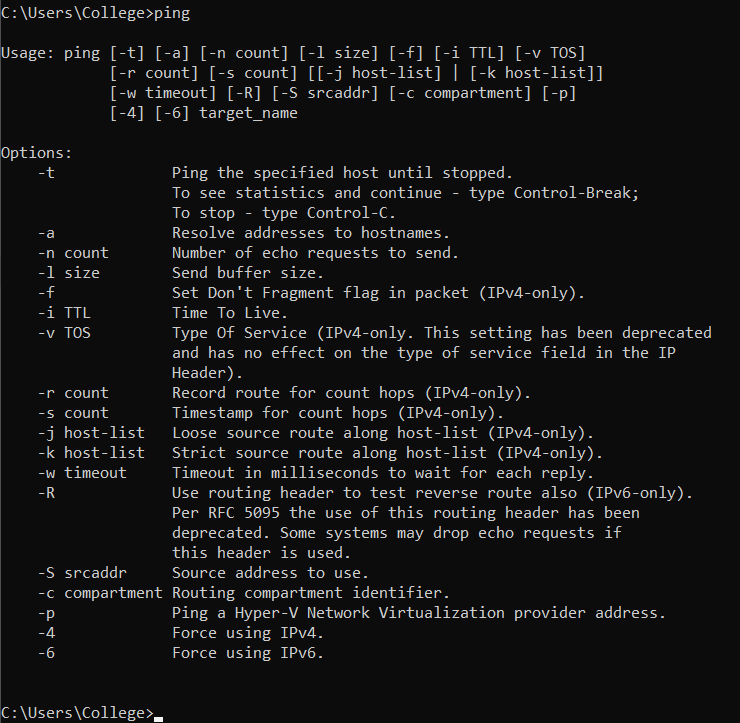 C:\Users\College>ping
Usage: ping [-t] [-a] [-n count] [-l size] [-f] [-i TTL] [-v TOS]
            [-r count] [-s count] [[-j host-list] | [-k host-list]]
            [-w timeout] [-R] [-S srcaddr] [-c compartment] [-p]
            [-4] [-6] target_name
Options:
    -t             Ping the specified host until stopped.
                   To see statistics and continue - type Control-Break;
                   To stop - type Control-C.
    -a             Resolve addresses to hostnames.
    -n count       Number of echo requests to send.
    -l size        Send buffer size.
    -f             Set Don't Fragment flag in packet (IPv4-only).
    -i TTL         Time To Live.
    -v TOS         Type Of Service (IPv4-only. This setting has been deprecated
                   and has no effect on the type of service field in the IP
                   Header).
    -r count       Record route for count hops (IPv4-only).
    -s count       Timestamp for count hops (IPv4-only).
    -j host-list   Loose source route along host-list (IPv4-only).
    -k host-list   Strict source route along host-list (IPv4-only).
    -w timeout     Timeout in milliseconds to wait for each reply.
    -R             Use routing header to test reverse route also (IPv6-only).
                   Per RFC 5095 the use of this routing header has been
                   deprecated. Some systems may drop echo requests if
                   this header is used.
    -S srcaddr     Source address to use.
    -c compartment Routing compartment identifier.
    -p             Ping a Hyper-V Network Virtualization provider address.
    -4             Force using IPv4.
    -6             Force using IPv6.
C:\Users\College>